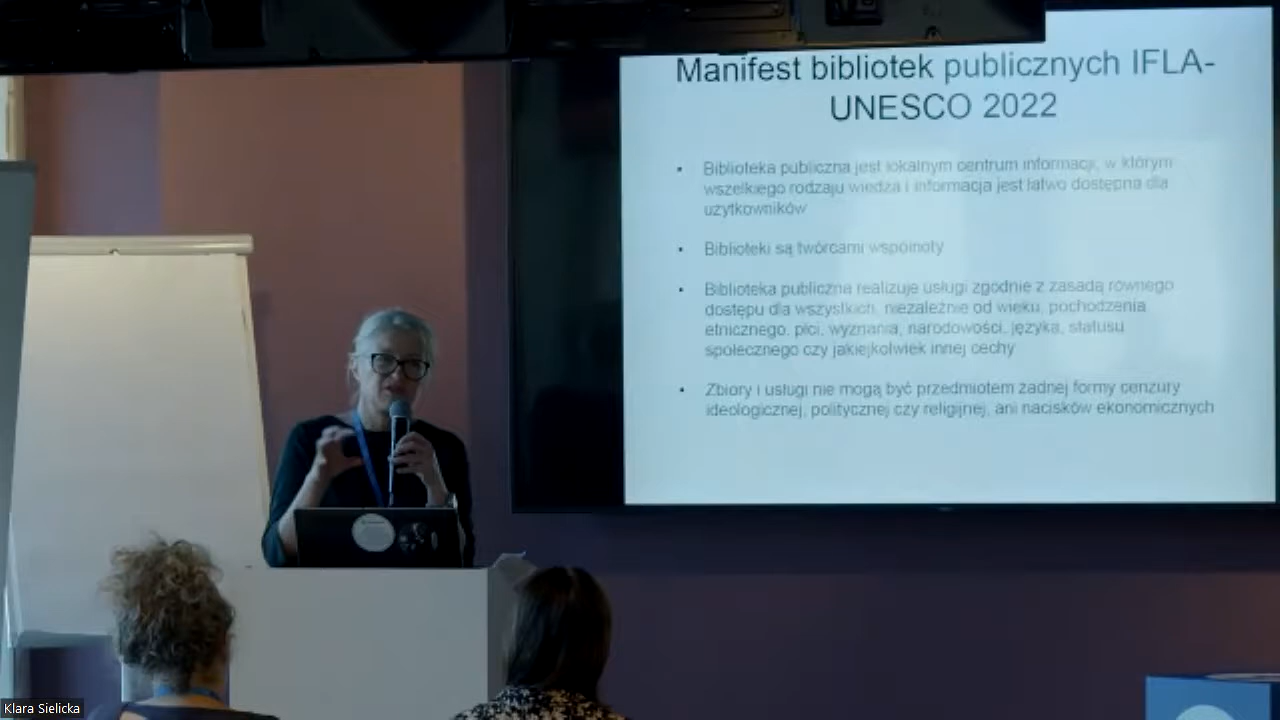 Manifest bibliotek publicznych IFLA-
UNESCO 2022
• Biblioteka publiczna jest lokalnym centrum informacji, w którym
wszelkiego rodzaju wiedza i informacja jest łatwo dostępna dla
użytkowników
• Biblioteki są twórcami wspólnoty
• Biblioteka publiczna realizuje usługi zgodnie z zasadą równego
dostępu dla wszystkich, niezależnie od wieku, pochodzenia
etnicznego, płci, wyznania, narodowości, języka, statusu
społecznego czy jakiejkolwiek innej cechy
• Zbiory i usługi nie mogą być przedmiotem żadnej formy cenzury
ideologicznej, politycznej czy religijnej, ani nacisków ekonomicznych
Klara Sielicka